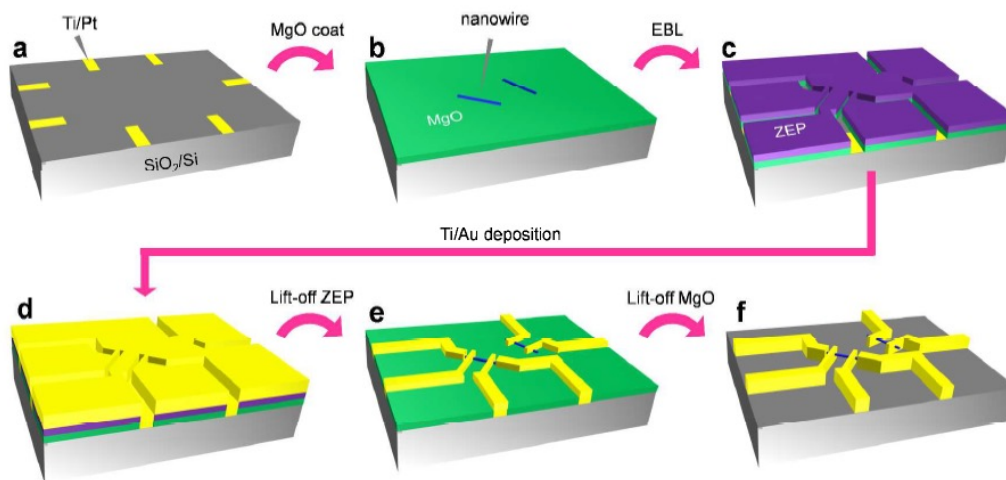 Ti/Pt
a
MgO coat
nanowire
b
EBL
c
MgO
ZEP
SiO₂/Si
Ti/Au deposition
d
Lift-off ZEP
e
Lift-off MgO
f